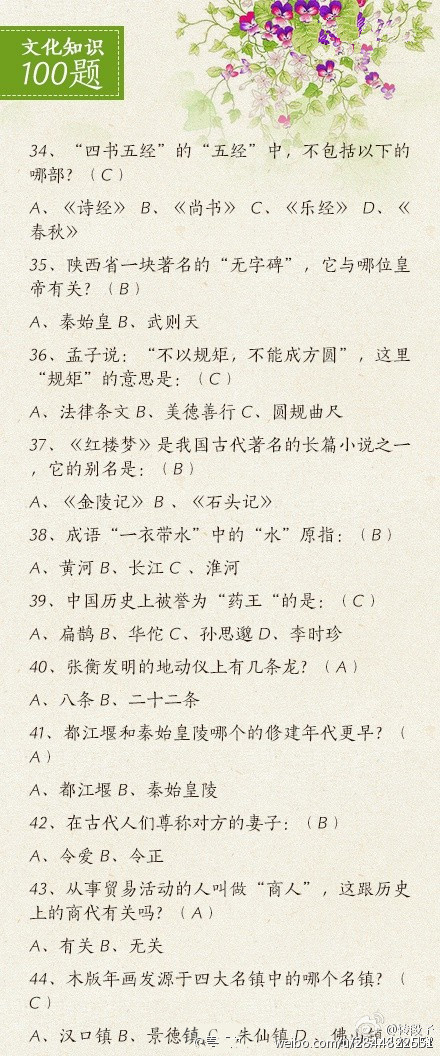 文化知识
100题
34、“四书五经”的“五经”中，不包括以下的
哪部？（C）
A、《诗经》 B、《尚书》 C、《乐经》 D、《
春秋》
35、陕西省一块著名的“无字碑”，它与哪位皇
帝有关？（B）
A、秦始皇 B、武则天
36、孟子说：“不以规矩，不能成方圆”，这里
“规矩”的意思是：（C）
A、法律条文 B、美德善行 C、圆规曲尺
37、《红楼梦》是我国古代著名的长篇小说之一
，它的别名是：（B）
A、《金陵记》 B 、《石头记》
38、成语“一衣带水”中的“水”原指：（B）
A、黄河 B、长江 C 、淮河
39、中国历史上被誉为“药王“的是：（C）
A、扁鹊 B、华佗 C、孙思邈 D、李时珍
40、张衡发明的地动仪上有几条龙？（A）
A、八条 B、二十二条
41、都江堰和秦始皇陵哪个的修建年代更早？（
A）
A、都江堰 B、秦始皇陵
42、在古代人们尊称对方的妻子：（B）
A、令爱 B、令正
43、从事贸易活动的人叫做“商人”，这跟历史
上的商代有关吗？（A）
A、有关 B、无关
44、木版年画发源于四大名镇中的哪个名镇？（
C）
A、汉口镇 B、景德镇 C 、朱仙镇 D 、佛山镇